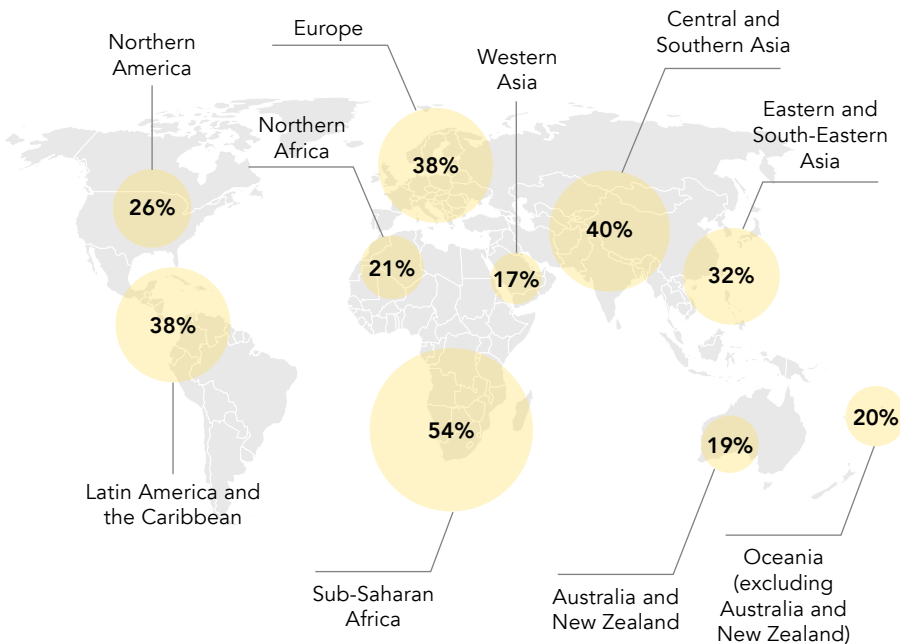 Northern
America
26%
Europe
38%
Western
Asia
17%
Central and
Southern Asia
40%
Northern
Africa
21%
Eastern and
South-Eastern
Asia
32%
38%
Latin America and
the Caribbean
54%
Sub-Saharan
Africa
19%
Australia and
New Zealand
20%
Oceania
(excluding
Australia and
New Zealand)